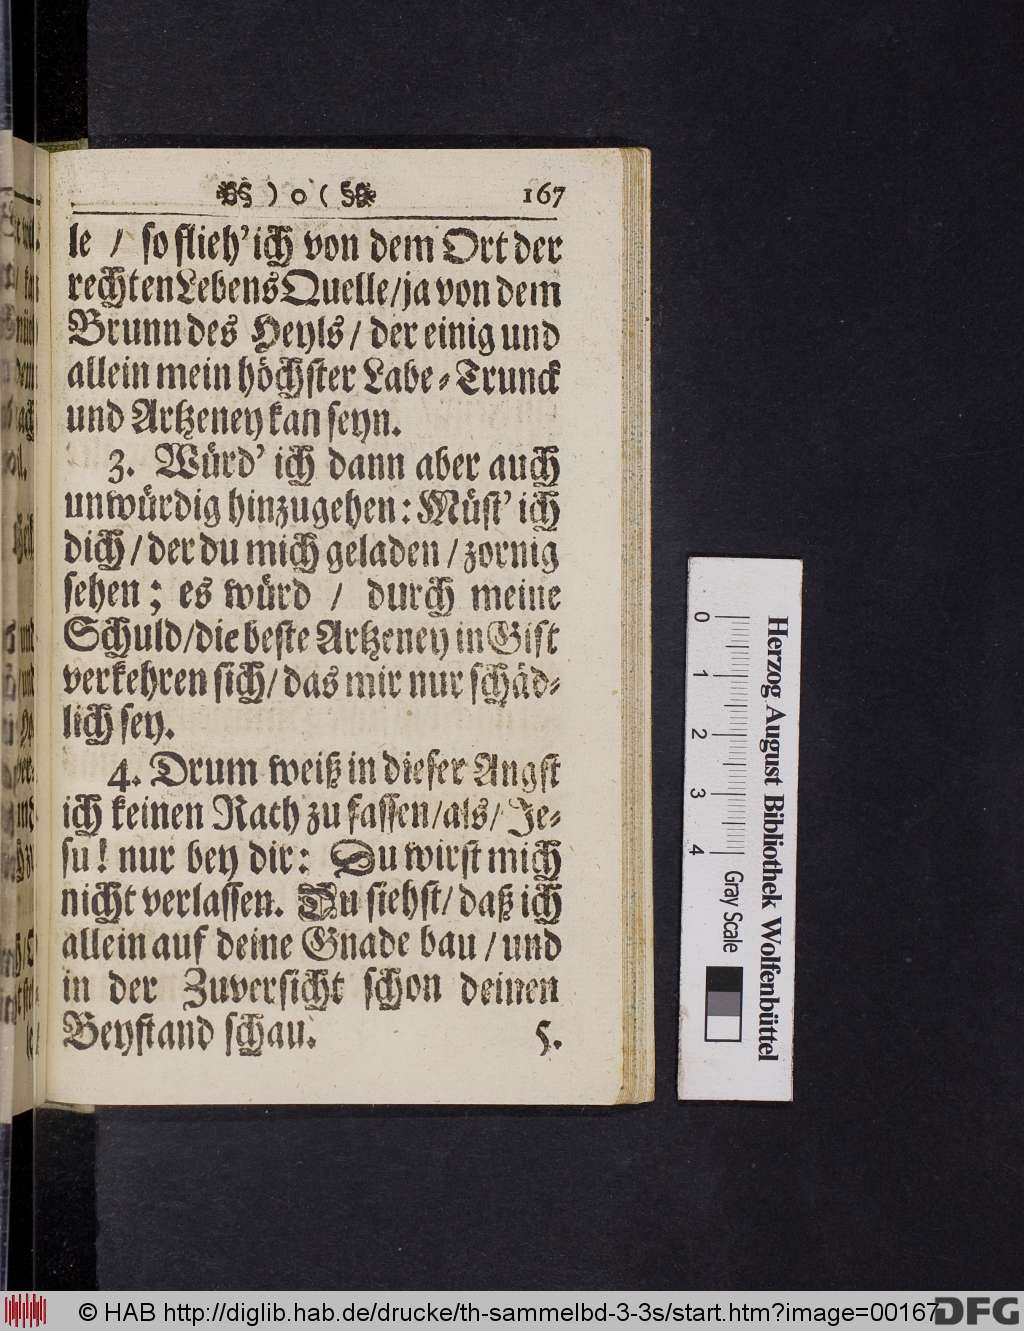 ) o ( 167
le / so flieh' ich von dem Ort der
rechten Lebens Quelle/ ja von dem
Brunn des Heyls / der einig und
allein mein höchster Labe-Trunck
und Artzeney kan seyn.
3. Würd' ich dann aber auch
unwürdig hinzugehen: Müst' ich
dich / der du mich geladen / zornig
sehen; es würd / durch meine
Schuld/ die beste Artzeney in Gift
verkehren sich/ das mir nur schäd-
lich sey.
4. Drum weiß in dieser Angst
ich keinen Rath zu fassen/ als/ Je-
su! nur bey dir: Du wirst mich
nicht verlassen. Du siehst/ daß ich
allein auf deine Gnade bau / und
in der Zuversicht schon deinen
Beystand schau. 5.
Herzog August Bibliothek Wolfenbüttel
0 1 2 3 4 Gray Scale
© HAB http://diglib.hab.de/drucke/th-sammelbd-3-3s/start.htm?image=00167
DFG